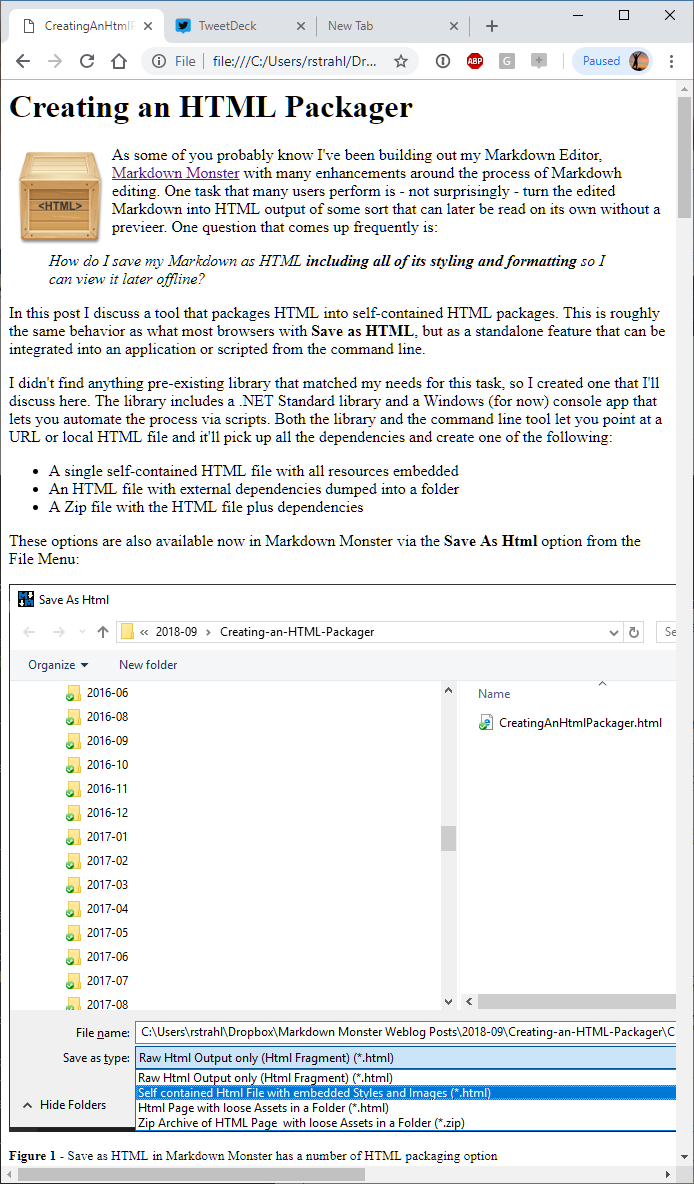 CreatingAnHtmlP
TweetDeck
New Tab
File
file:///C:/Users/rstrahl/Dr...
ABP
G
Paused
Creating an HTML Packager
<HTML>
As some of you probably know I've been building out my Markdown Editor,
Markdown Monster with many enhancements around the process of Markdowh
editing. One task that many users perform is - not surprisingly - turn the edited
Markdown into HTML output of some sort that can later be read on its own without a
previeer. One question that comes up frequently is:
How do I save my Markdown as HTML including all of its styling and formatting so I
can view it later offline?
In this post I discuss a tool that packages HTML into self-contained HTML packages. This is roughly
the same behavior as what most browsers with Save as HTML, but as a standalone feature that can be
integrated into an application or scripted from the command line.
I didn't find anything pre-existing library that matched my needs for this task, so I created one that I'll
discuss here. The library includes a .NET Standard library and a Windows (for now) console app that
lets you automate the process via scripts. Both the library and the command line tool let you point at a
URL or local HTML file and it'll pick up all the dependencies and create one of the following:
• A single self-contained HTML file with all resources embedded
• An HTML file with external dependencies dumped into a folder
• A Zip file with the HTML file plus dependencies
These options are also available now in Markdown Monster via the Save As Html option from the
File Menu:
Save As Html
« 2018-09 › Creating-an-HTML-Packager
Se
Organize
New folder
2016-06
2016-08
2016-09
2016-10
2016-11
2016-12
2017-01
2017-02
2017-03
2017-04
2017-05
2017-06
2017-07
2017-08
Name
CreatingAnHtmlPackager.html
File name: C:\Users\rstrahl\Dropbox\Markdown Monster Weblog Posts\2018-09\Creating-an-HTML-Packager\C
Save as type: Raw Html Output only (Html Fragment) (*.html)
Raw Html Output only (Html Fragment) (*.html)
Self contained Html File with embedded Styles and Images (*.html)
Html Page with loose Assets in a Folder (*.html)
Zip Archive of HTML Page  with loose Assets in a Folder (*.zip)
Hide Folders
Figure 1 - Save as HTML in Markdown Monster has a number of HTML packaging option